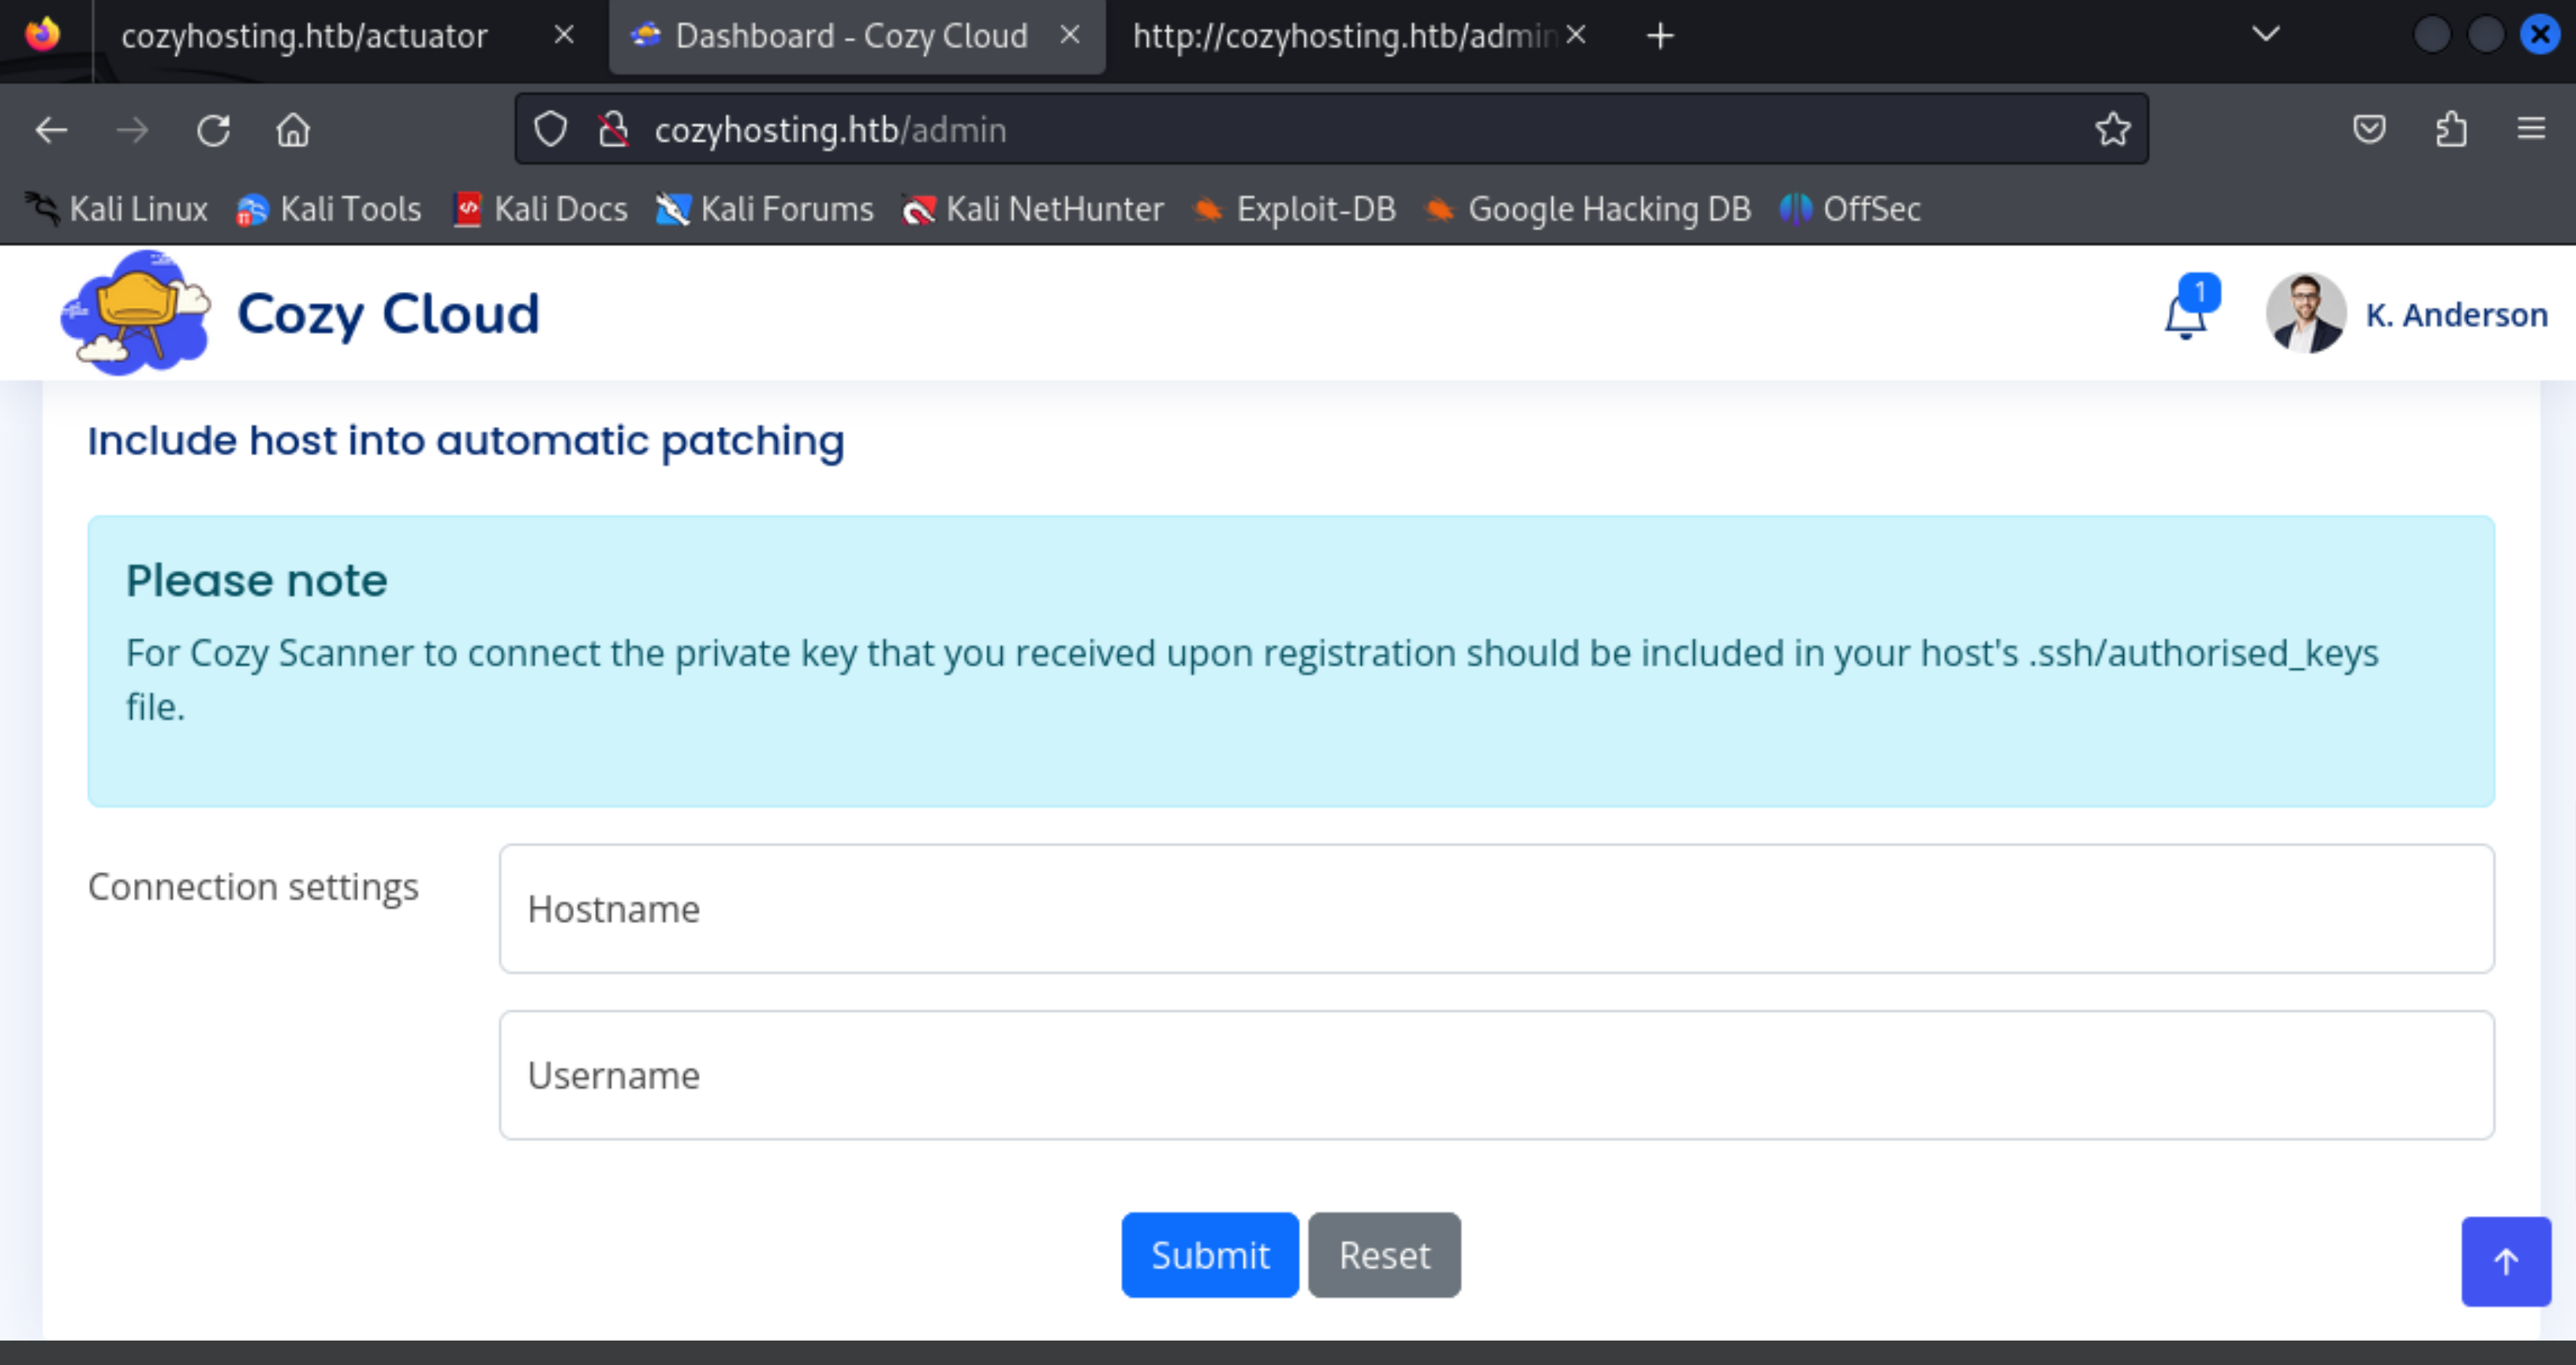 cozyhosting.htb/actuator
Dashboard - Cozy Cloud
http://cozyhosting.htb/admin
cozyhosting.htb/admin
Kali Linux Kali Tools Kali Docs Kali Forums Kali NetHunter Exploit-DB Google Hacking DB OffSec
Cozy Cloud
1
K. Anderson
Include host into automatic patching
Please note
For Cozy Scanner to connect the private key that you received upon registration should be included in your host's .ssh/authorised_keys
file.
Connection settings
Hostname
Username
Submit
Reset